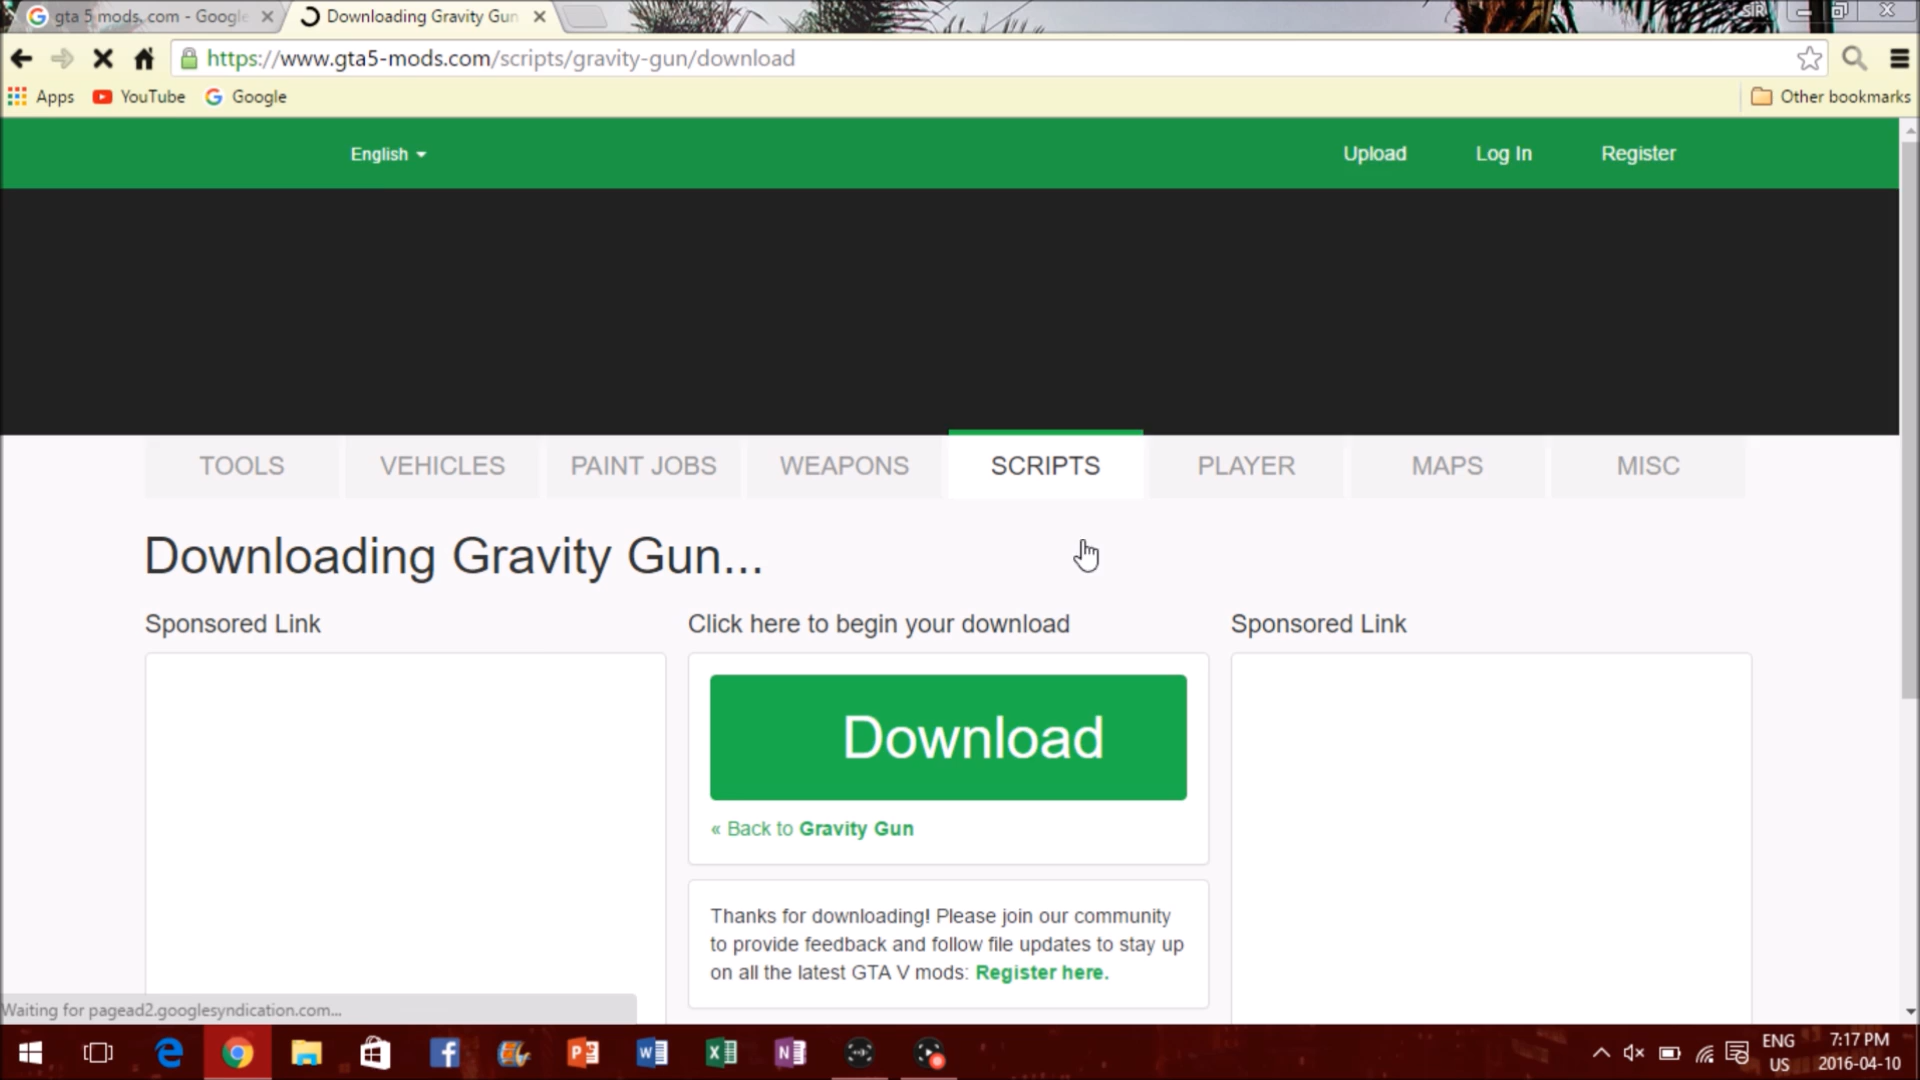 gta 5 mods. com - Google
Downloading Gravity Gun
SIR
https://www.gta5-mods.com/scripts/gravity-gun/download
Apps
YouTube
Google
Other bookmarks
English
Upload
Log In
Register
TOOLS
VEHICLES
PAINT JOBS
WEAPONS
SCRIPTS
PLAYER
MAPS
MISC
Downloading Gravity Gun...
Sponsored Link
Click here to begin your download
Sponsored Link
Download
« Back to Gravity Gun
Thanks for downloading! Please join our community
to provide feedback and follow file updates to stay up
on all the latest GTA V mods: Register here.
Waiting for pagead2.googlesyndication.com...
ENG
US
7:17 PM
2016-04-10